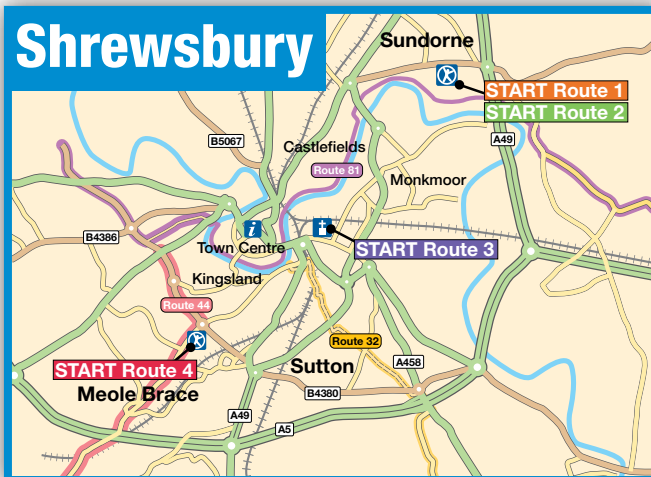 Shrewsbury
Sundorne
START Route 1
START Route 2
A49
B5067
Castlefields
Route 81
Monkmoor
i
B4386
Town Centre
START Route 3
Kingsland
Route 44
Route 32
START Route 4
Sutton
A458
Meole Brace
B4380
A49
A5